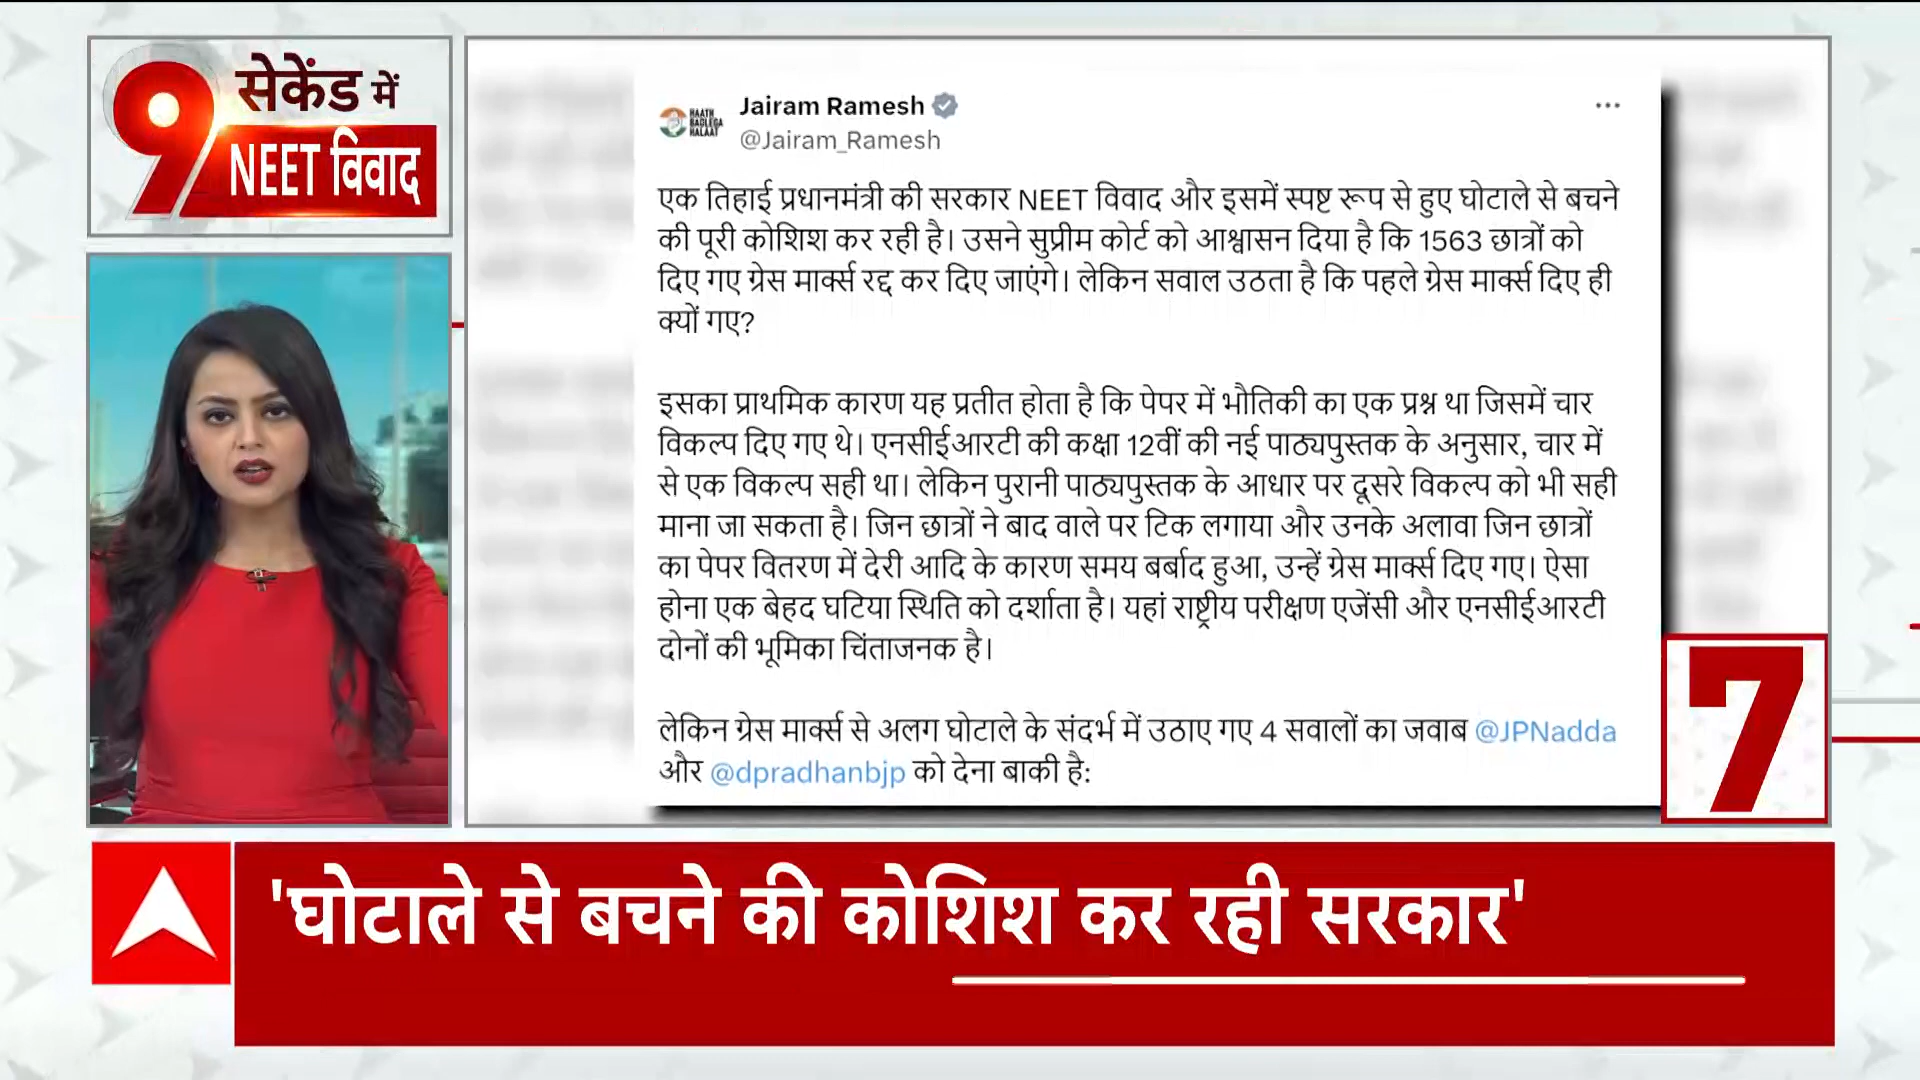 9 सेकेंड में
NEET विवाद
HAATH
BADLEGA
HALAAT
Jairam Ramesh
@Jairam_Ramesh
एक तिहाई प्रधानमंत्री की सरकार NEET विवाद और इसमें स्पष्ट रूप से हुए घोटाले से बचने
की पूरी कोशिश कर रही है। उसने सुप्रीम कोर्ट को आश्वासन दिया है कि 1563 छात्रों को
दिए गए ग्रेस मार्क्स रद्द कर दिए जाएंगे। लेकिन सवाल उठता है कि पहले ग्रेस मार्क्स दिए ही
क्यों गए?
इसका प्राथमिक कारण यह प्रतीत होता है कि पेपर में भौतिकी का एक प्रश्न था जिसमें चार
विकल्प दिए गए थे। एनसीईआरटी की कक्षा 12वीं की नई पाठ्यपुस्तक के अनुसार, चार में
से एक विकल्प सही था। लेकिन पुरानी पाठ्यपुस्तक के आधार पर दूसरे विकल्प को भी सही
माना जा सकता है। जिन छात्रों ने बाद वाले पर टिक लगाया और उनके अलावा जिन छात्रों
का पेपर वितरण में देरी आदि के कारण समय बर्बाद हुआ, उन्हें ग्रेस मार्क्स दिए गए। ऐसा
होना एक बेहद घटिया स्थिति को दर्शाता है। यहां राष्ट्रीय परीक्षण एजेंसी और एनसीईआरटी
दोनों की भूमिका चिंताजनक है।
लेकिन ग्रेस मार्क्स से अलग घोटाले के संदर्भ में उठाए गए 4 सवालों का जवाब @JPNadda
और @dpradhanbjp को देना बाकी है:
7
'घोटाले से बचने की कोशिश कर रही सरकार'